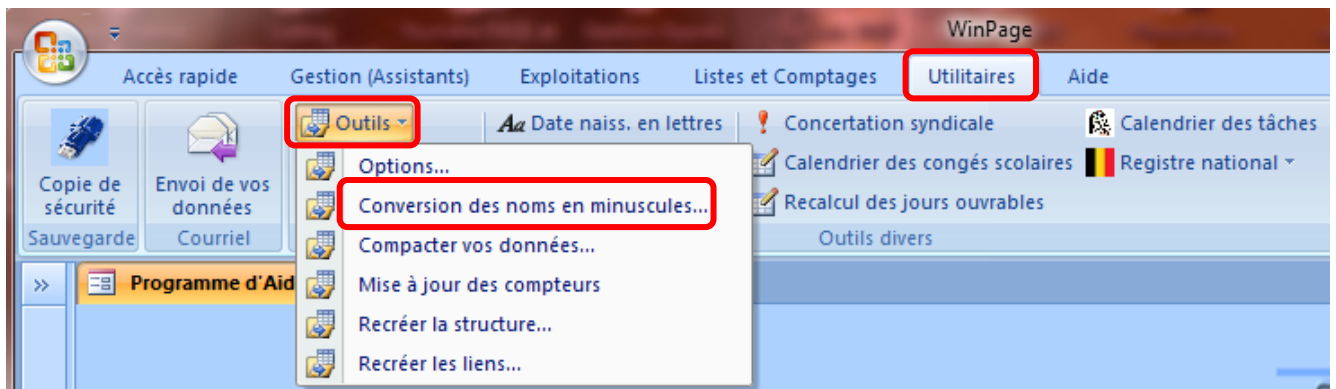 WinPage
Accès rapide Gestion (Assistants) Exploitations Listes et Comptages Utilitaires Aide
Outils Aa Date naiss. en lettres Concertation syndicale Calendrier des tâches
Options... Calendrier des congés scolaires Registre national
Copie de sécurité
Envoi de vos données
Conversion des noms en minuscules... Recalcul des jours ouvrables
Sauvegarde Courriel Compacter vos données... Outils divers
Programme d'Aid Mise à jour des compteurs
Recréer la structure...
Recréer les liens...